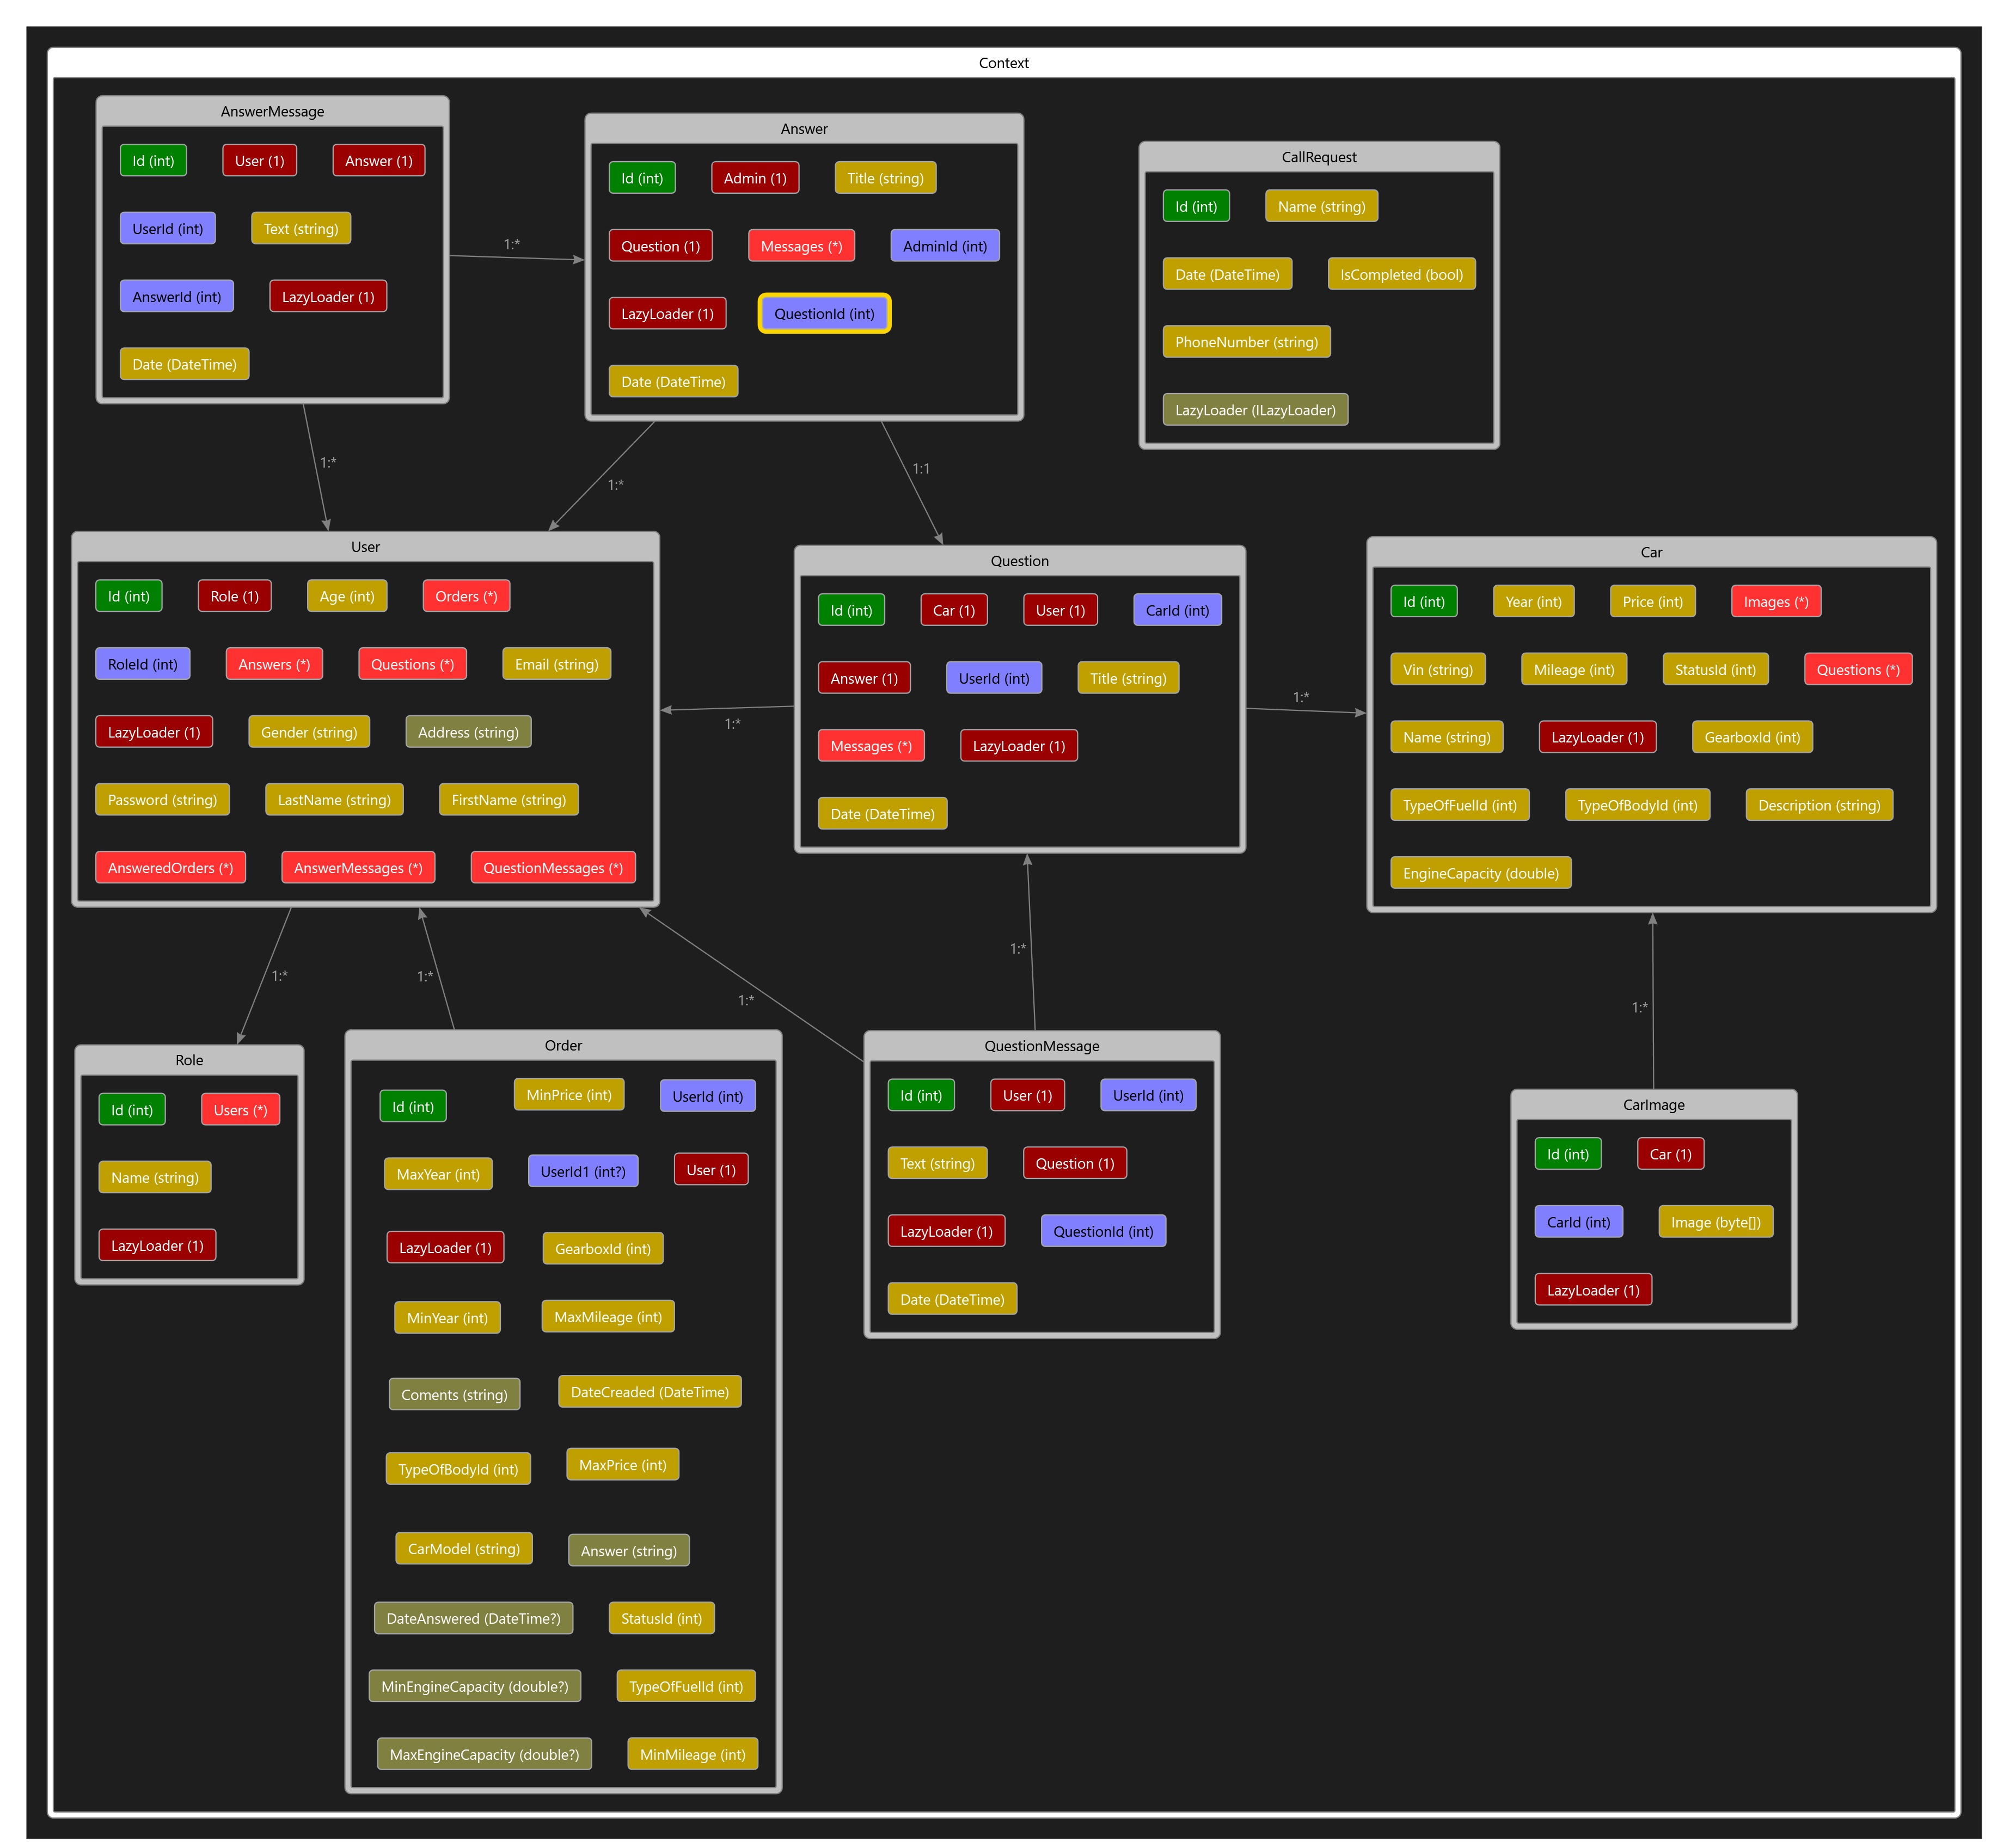 Context
AnswerMessage
Id (int) User (1) Answer (1)
UserId (int) Text (string)
AnswerId (int) LazyLoader (1)
Date (DateTime)
1:*
Answer
Id (int) Admin (1) Title (string)
Question (1) Messages (*) AdminId (int)
LazyLoader (1) QuestionId (int)
Date (DateTime)
CallRequest
Id (int) Name (string)
Date (DateTime) IsCompleted (bool)
PhoneNumber (string)
LazyLoader (ILazyLoader)
1:*
1:*
1:1
User
Id (int) Role (1) Age (int) Orders (*)
RoleId (int) Answers (*) Questions (*) Email (string)
LazyLoader (1) Gender (string) Address (string)
Password (string) LastName (string) FirstName (string)
AnsweredOrders (*) AnswerMessages (*) QuestionMessages (*)
1:*
Question
Id (int) Car (1) User (1) CarId (int)
Answer (1) UserId (int) Title (string)
Messages (*) LazyLoader (1)
Date (DateTime)
1:*
Car
Id (int) Year (int) Price (int) Images (*)
Vin (string) Mileage (int) StatusId (int) Questions (*)
Name (string) LazyLoader (1) GearboxId (int)
TypeOfFuelId (int) TypeOfBodyId (int) Description (string)
EngineCapacity (double)
1:*
1:*
1:*
1:*
1:*
Role
Id (int) Users (*)
Name (string)
LazyLoader (1)
Order
Id (int) MinPrice (int) UserId (int)
MaxYear (int) UserId1 (int?) User (1)
LazyLoader (1) GearboxId (int)
MinYear (int) MaxMileage (int)
Coments (string) DateCreaded (DateTime)
TypeOfBodyId (int) MaxPrice (int)
CarModel (string) Answer (string)
DateAnswered (DateTime?) StatusId (int)
MinEngineCapacity (double?) TypeOfFuelId (int)
MaxEngineCapacity (double?) MinMileage (int)
QuestionMessage
Id (int) User (1) UserId (int)
Text (string) Question (1)
LazyLoader (1) QuestionId (int)
Date (DateTime)
CarImage
Id (int) Car (1)
CarId (int) Image (byte[])
LazyLoader (1)